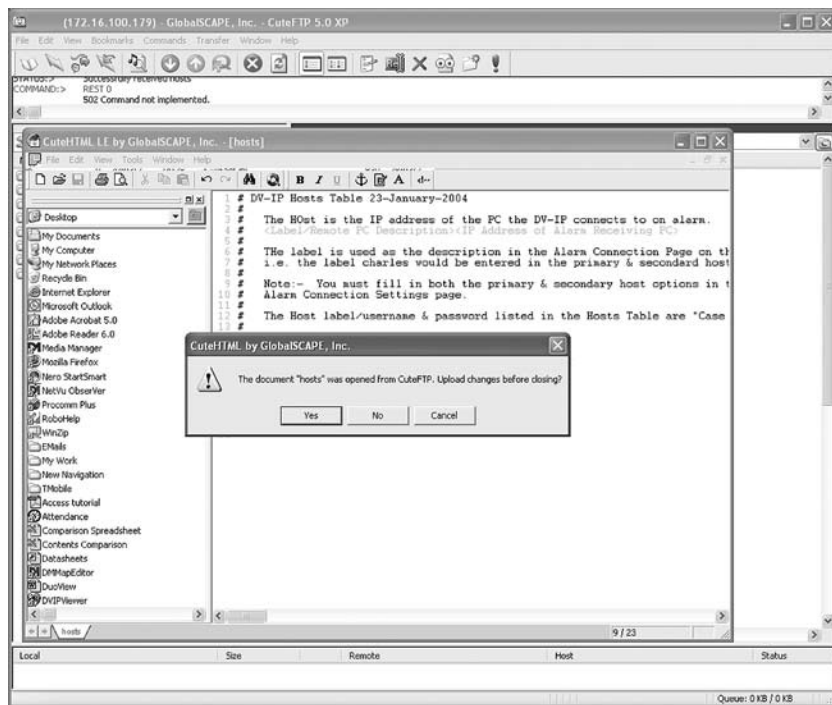 (172.16.100.179) - GlobalSCAPE, Inc. - CuteFTP 5.0 XP
File Edit View Bookmarks Commands Transfer Window Help
STATUS:> Successfully received hosts
COMMAND:> REST 0
502 Command not implemented.
CuteHTML LE by GlobalSCAPE, Inc. - [hosts]
File Edit View Tools Window Help
Desktop
My Documents
My Computer
My Network Places
Recycle Bin
Internet Explorer
Microsoft Outlook
Adobe Acrobat 5.0
Adobe Reader 6.0
Media Manager
Mozilla Firefox
Nero StartSmart
NetVu ObserVer
Procomm Plus
RoboHelp
WinZip
EMails
My Work
New Navigation
TMobile
Access tutorial
Attendance
Comparison Spreadsheet
Contents Comparison
Datasheets
DMMapEditor
DuoView
DVIPViewer
1 # DV-IP Hosts Table 23-January-2004
2 #
3 # The HOst is the IP address of the PC the DV-IP connects to on alarm.
4 # <Label/Remote PC Description><IP Address of Alarm Receiving PC>
5 #
6 # THe label is used as the description in the Alarm Connection Page on th
7 # i.e. the label charles would be entered in the primary & secondard host
8 #
9 # Note:- You must fill in both the primary & secondary host options in t
10 # Alarm Connection Settings page.
11 #
12 # The Host label/username & password listed in the Hosts Table are "Case
13 #
CuteHTML by GlobalSCAPE, Inc.
The document "hosts" was opened from CuteFTP. Upload changes before closing?
Yes No Cancel
hosts
9 / 23
Local Size Remote Host Status
Queue: 0 KB / 0 KB